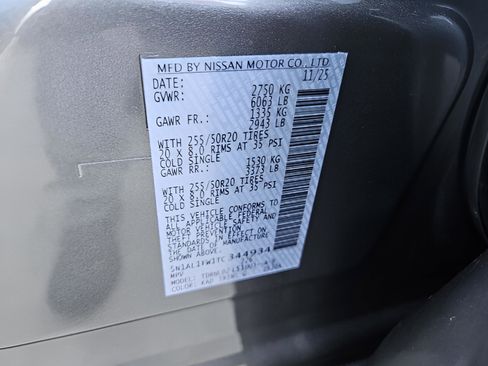 MFD BY NISSAN MOTOR CO., LTD
DATE: 11/25
GVWR: 2750 KG
6063 LB
GAWR FR.: 1335 KG
2943 LB
WITH 255/50R20 TIRES
20 X 8.0 RIMS AT 35 PSI
COLD SINGLE
GAWR RR.: 1530 KG
3373 LB
WITH 255/50R20 TIRES
20 X 8.0 RIMS AT 35 PSI
COLD SINGLE
THIS VEHICLE CONFORMS TO
ALL APPLICABLE FEDERAL
MOTOR VEHICLE SAFETY AND
THEFT PREVENTION
STANDARDS IN EFFECT ON
THE DATE OF MANUFACTURE
SHOWN ABOVE.
344934
MPV
COLOR: KAD